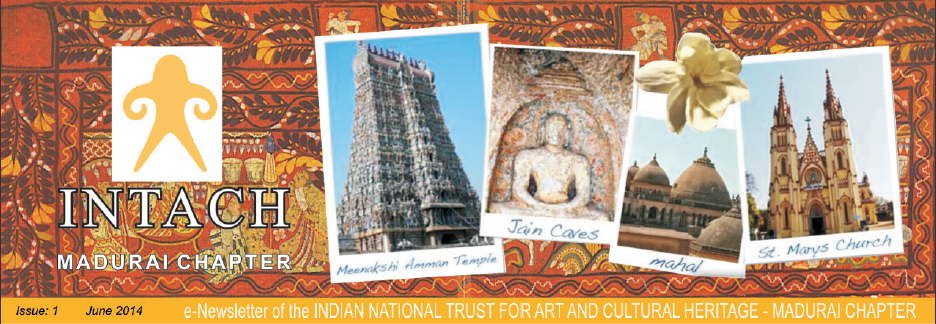 INTACH
MADURAI CHAPTER
Meenakshi Amman Temple
Jain Caves
mahal
St. Marys Church
Issue: 1 June 2014 e-Newsletter of the INDIAN NATIONAL TRUST FOR ART AND CULTURAL HERITAGE - MADURAI CHAPTER